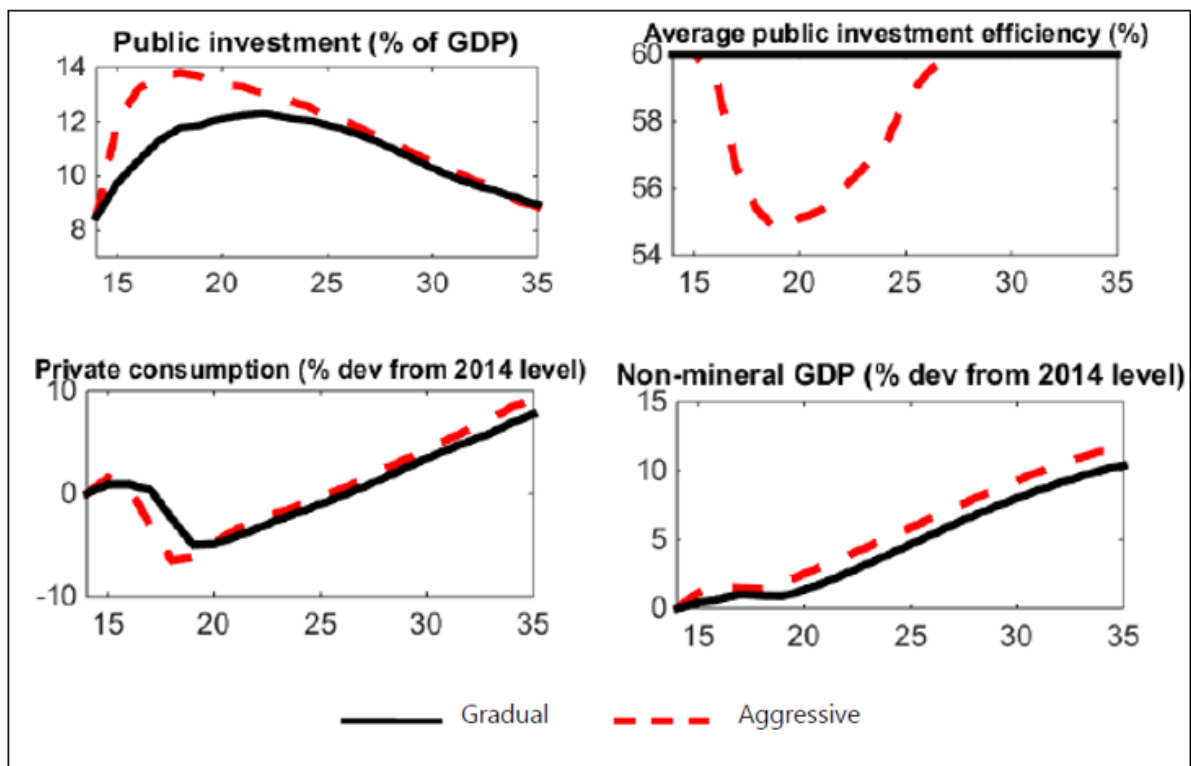 Public investment (% of GDP)
14
12
10
8
15 20 25 30 35
Average public investment efficiency (%)
60
58
56
54
15 20 25 30 35
Private consumption (% dev from 2014 level)
10
0
-10
15 20 25 30 35
Non-mineral GDP (% dev from 2014 level)
15
10
5
0
15 20 25 30 35
Gradual Aggressive